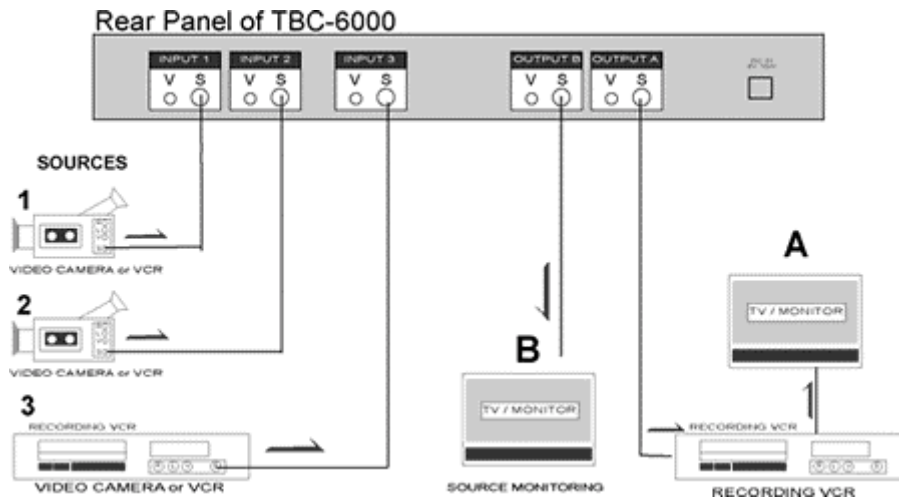 Rear Panel of TBC-6000
INPUT 1
INPUT 2
INPUT 3
OUTPUT B
OUTPUT A
V S
V S
V S
V S
V S
SOURCES
1
VIDEO CAMERA or VCR
2
VIDEO CAMERA or VCR
3
RECORDING VCR
VIDEO CAMERA or VCR
B
TV / MONITOR
SOURCE MONITORING
A
TV / MONITOR
RECORDING VCR
RECORDING VCR